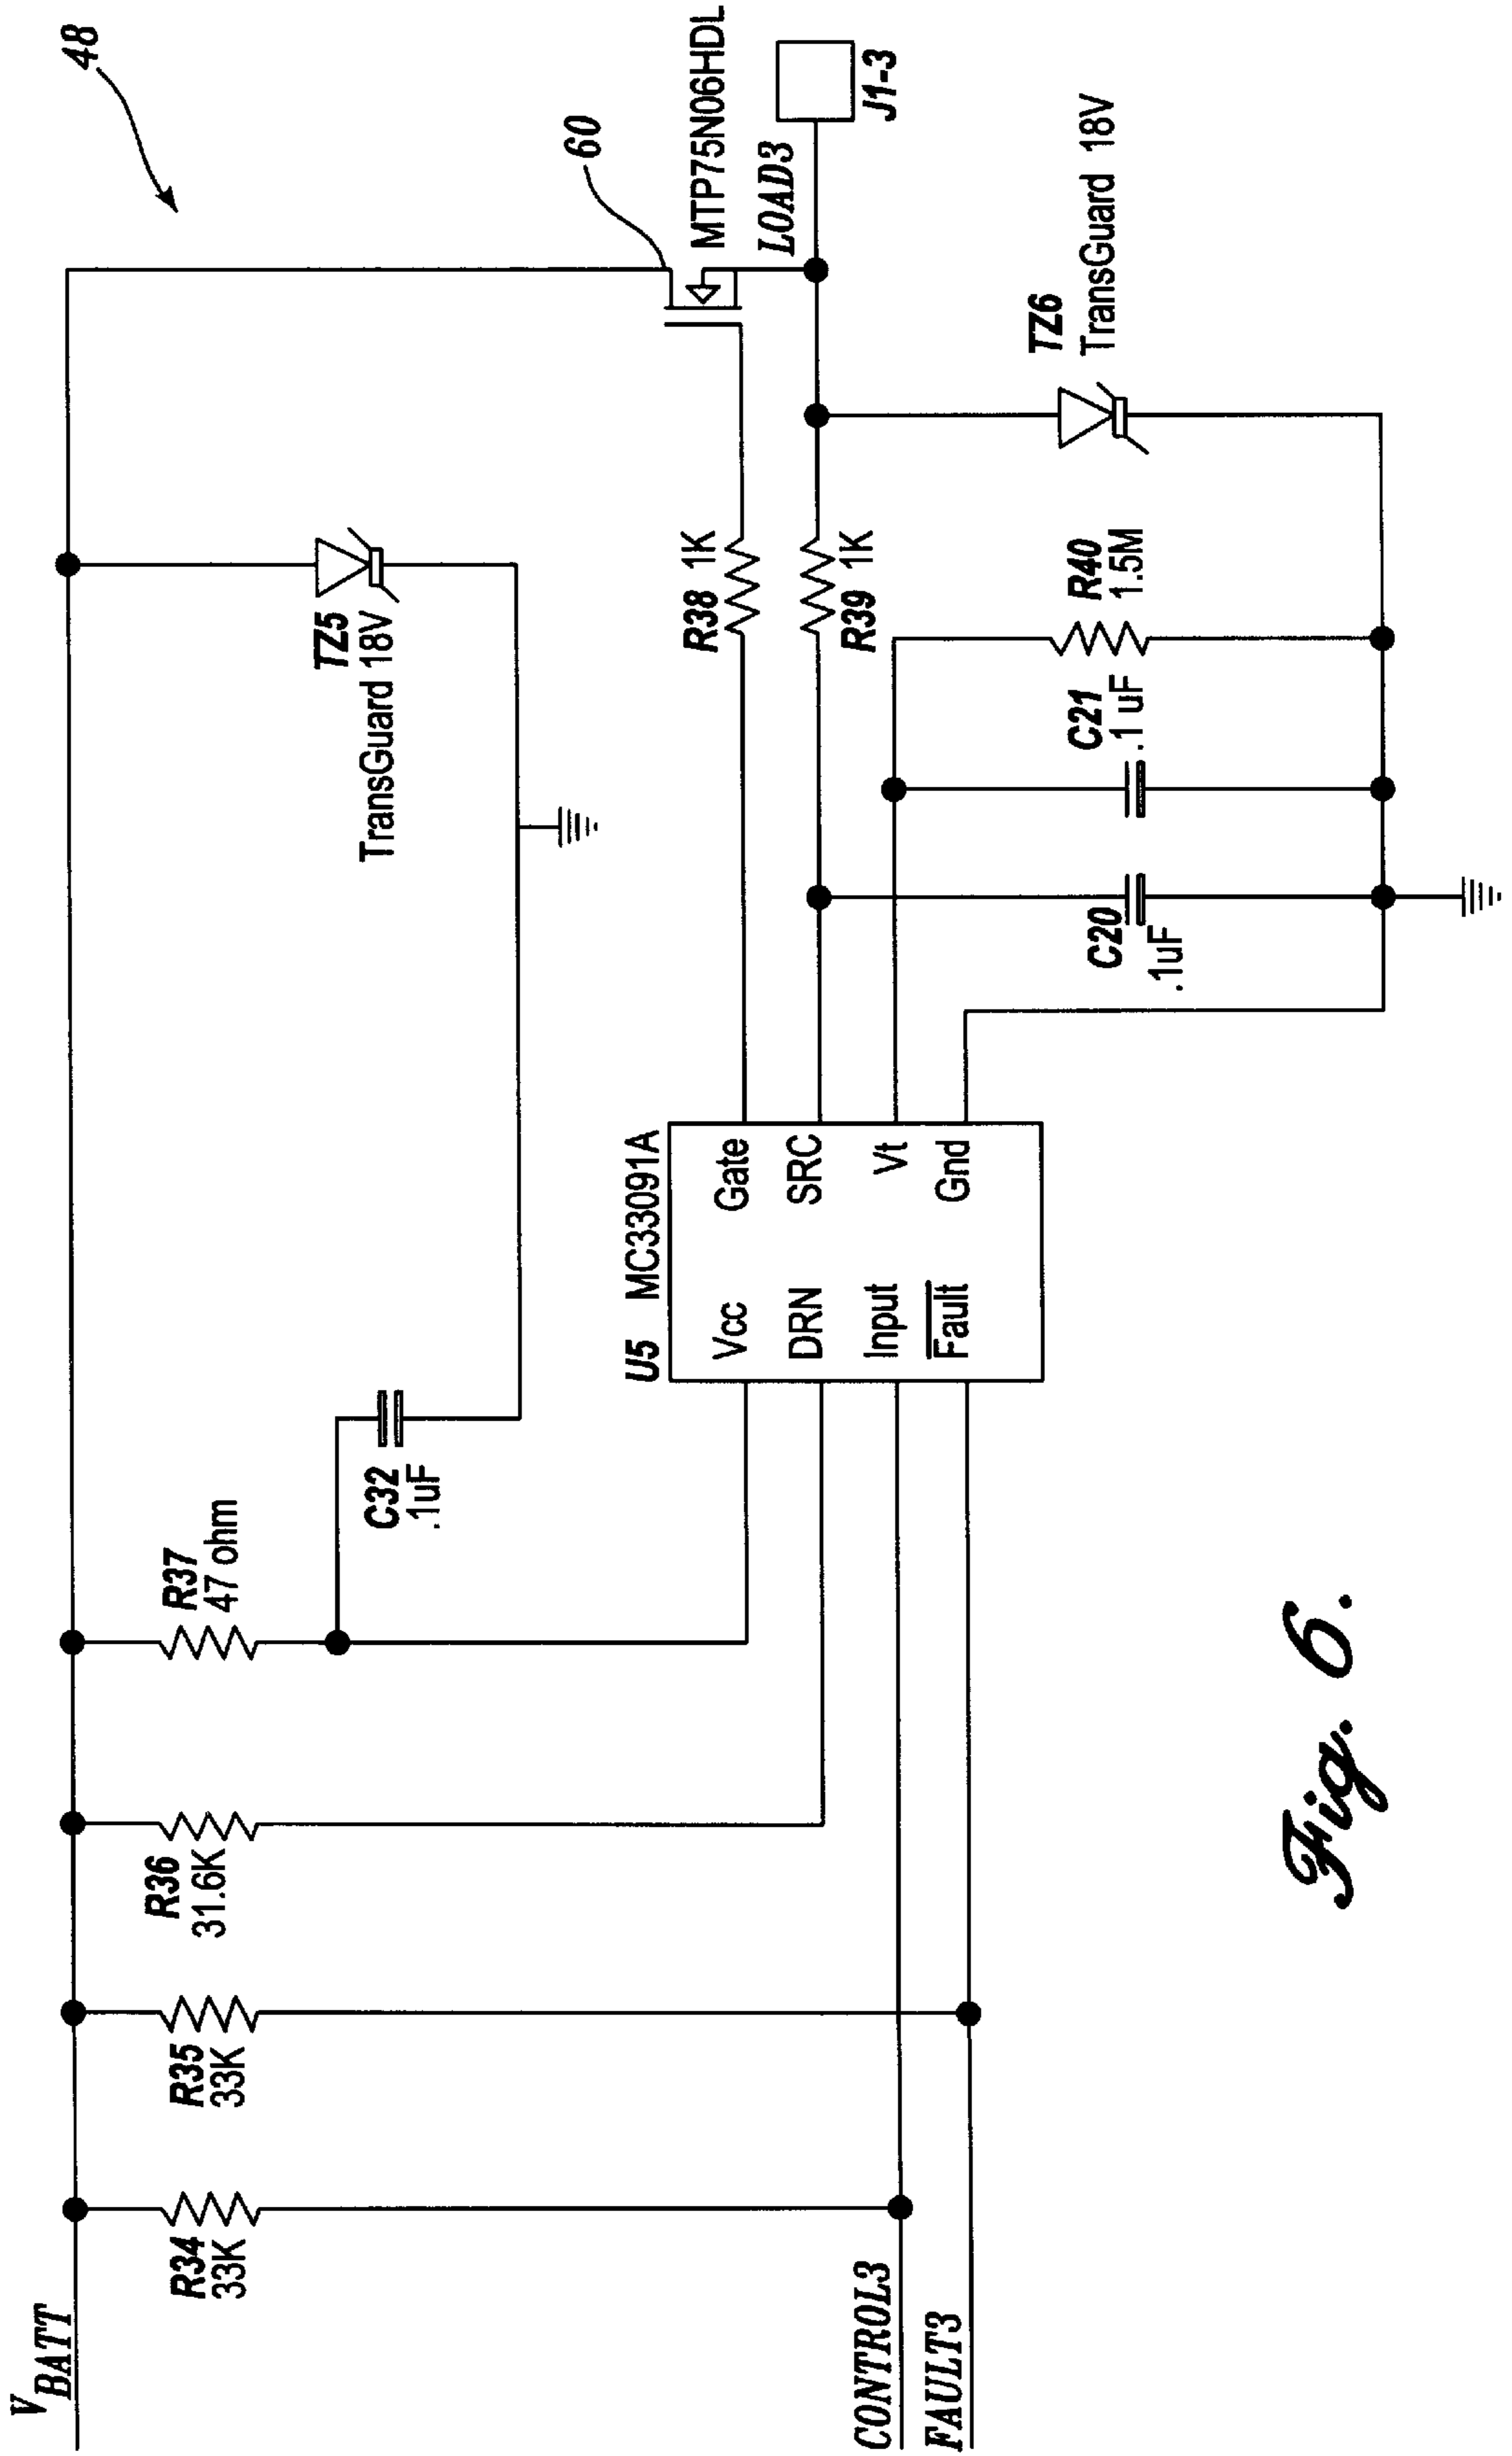 48
V BATT
R34
33K
R35
33K
R36
31.6K
R37
47 ohm
C32
.1uF
TZ5
TransGuard 18V
60
MTP75N06HDL
LOAD3
J1-3
U5 MC33091A
Vcc
Gate
DRN
SRC
Input
Vt
Fault
Gnd
R38 1K
R39 1K
TZ6
TransGuard 18V
R40
1.5M
C21
.1 uF
C20
.1uF
CONTROL3
FAULT3
Fig. 6.